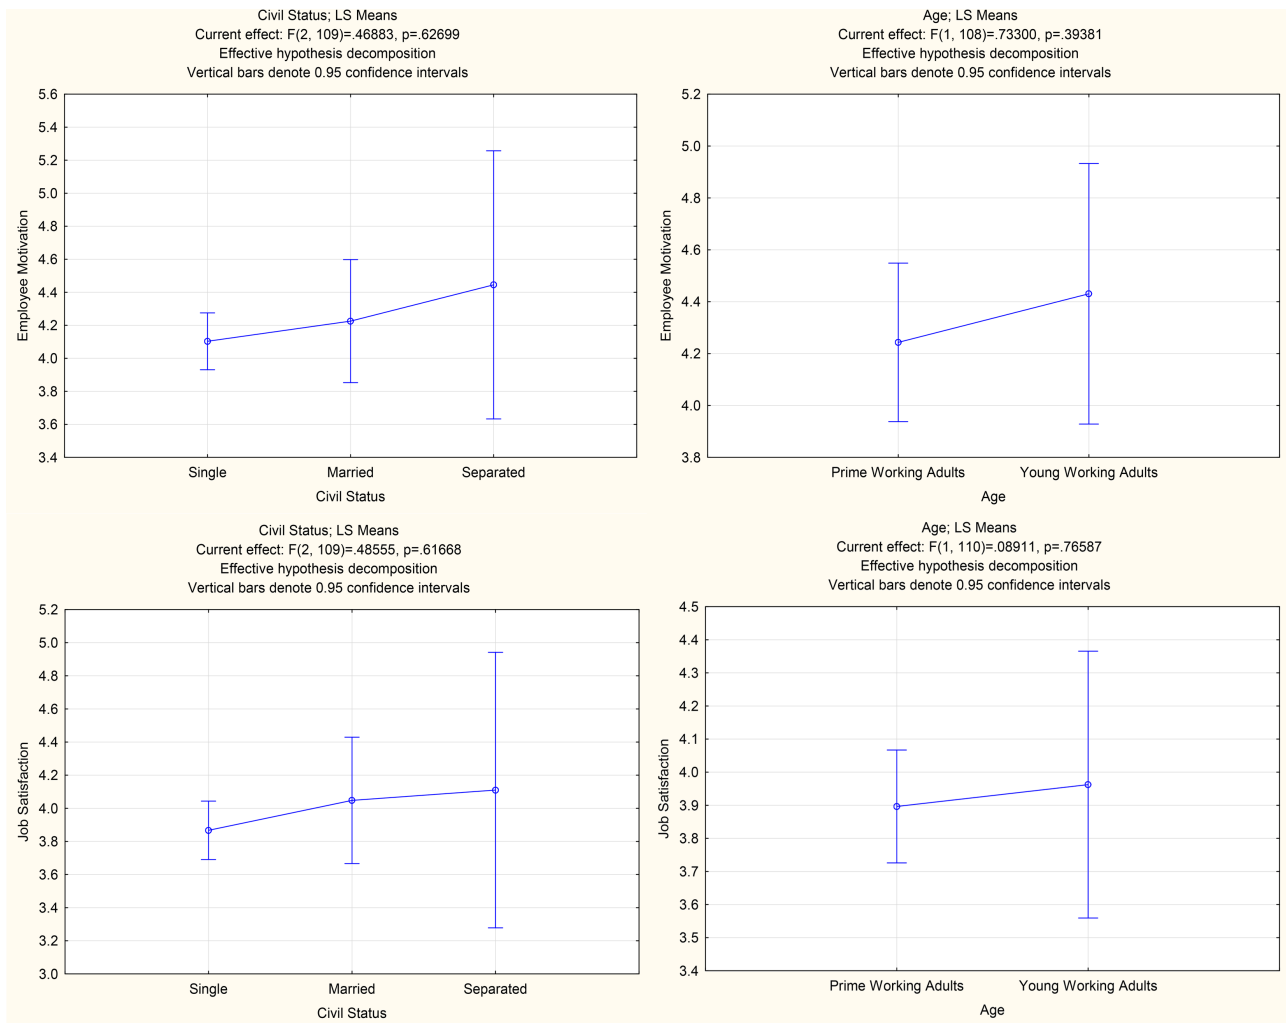 Civil Status; LS Means
Current effect: F(2, 109)=.46883, p=.62699
Effective hypothesis decomposition
Vertical bars denote 0.95 confidence intervals
5.6
5.4
5.2
5.0
4.8
4.6
4.4
4.2
4.0
3.8
3.6
3.4
Employee Motivation
Single Married Separated
Civil Status
Age; LS Means
Current effect: F(1, 108)=.73300, p=.39381
Effective hypothesis decomposition
Vertical bars denote 0.95 confidence intervals
5.2
5.0
4.8
4.6
4.4
4.2
4.0
3.8
Employee Motivation
Prime Working Adults Young Working Adults
Age
Civil Status; LS Means
Current effect: F(2, 109)=.48555, p=.61668
Effective hypothesis decomposition
Vertical bars denote 0.95 confidence intervals
5.2
5.0
4.8
4.6
4.4
4.2
4.0
3.8
3.6
3.4
3.2
3.0
Job Satisfaction
Single Married Separated
Civil Status
Age; LS Means
Current effect: F(1, 110)=.08911, p=.76587
Effective hypothesis decomposition
Vertical bars denote 0.95 confidence intervals
4.5
4.4
4.3
4.2
4.1
4.0
3.9
3.8
3.7
3.6
3.5
3.4
Job Satisfaction
Prime Working Adults Young Working Adults
Age